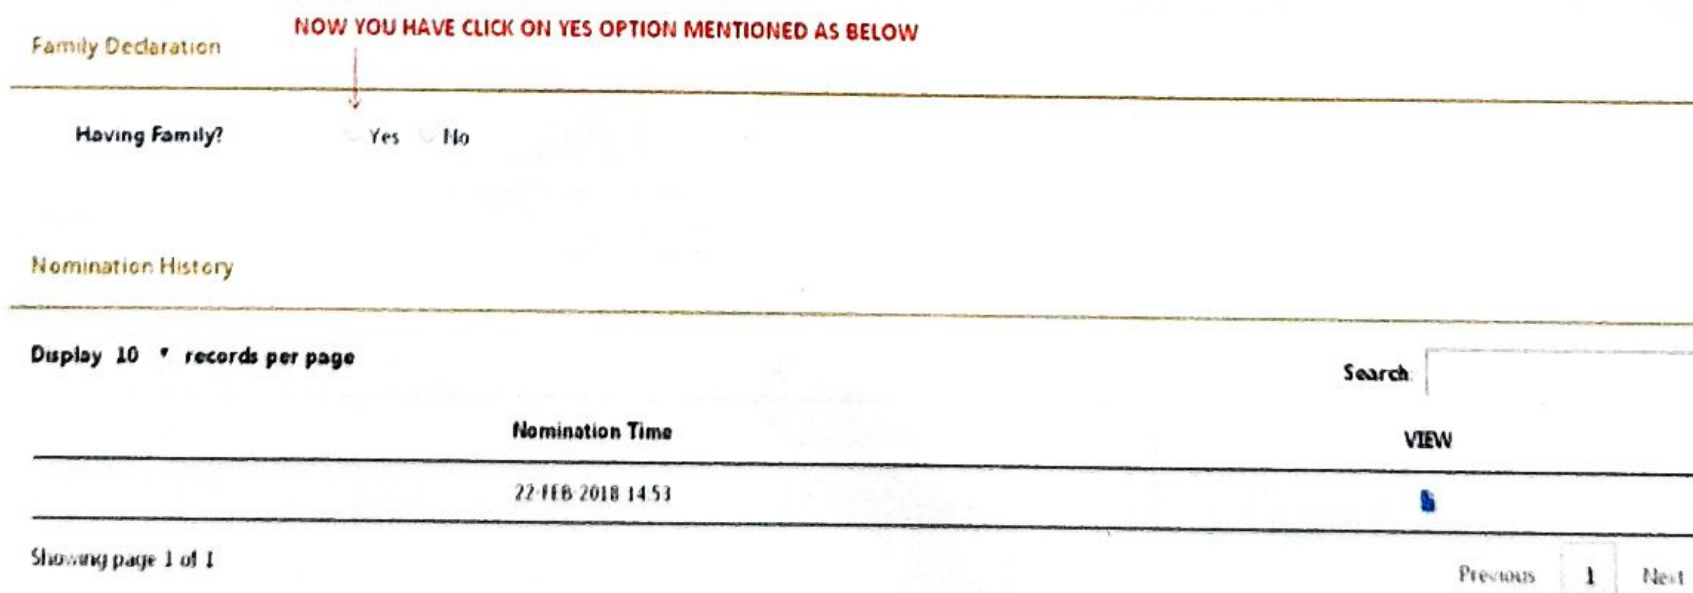 NOW YOU HAVE CLICK ON YES OPTION MENTIONED AS BELOW
Family Declaration
Having Family? Yes No
Nomination History
Display 10 records per page
Search:
Nomination Time VIEW
22-FEB-2018 14:53
Showing page 1 of 1
Previous 1 Next